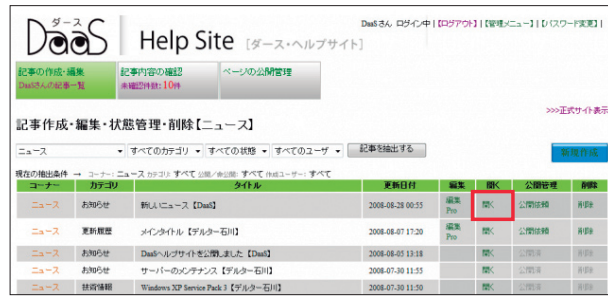 ダース
DaaS Help Site [ダース・ヘルプサイト]
DaaSさん ログイン中 | 【ログアウト】 | 【管理メニュー】 | 【パスワード変更】 |
記事の作成・編集 記事内容の確認 ページの公開管理
DaaSさんの記事一覧 未確認件数：10件
>>>正式サイト表示
記事作成・編集・状態管理・削除【ニュース】
ニュース すべてのカテゴリ すべての状態 すべてのユーザ 記事を抽出する 新規作成
現在の抽出条件 → コーナー：ニュース カテゴリ：すべて 公開/非公開：すべて 作成ユーザー：すべて
コーナー カテゴリ タイトル 更新日付 編集 開く 公開管理 削除
ニュース お知らせ 新しいニュース【DaaS】 2008-08-28 00:55 編集 Pro 開く 公開依頼 削除
ニュース 更新履歴 メインタイトル【デルター石川】 2008-08-07 17:20 編集 Pro 開く 公開依頼 削除
ニュース お知らせ DaaSヘルプサイトを公開しました【DaaS】 2008-08-05 13:18 開く 公開済 削除
ニュース お知らせ サーバーのメンテナンス【デルター石川】 2008-07-30 11:55 開く 公開済 削除
ニュース 技術情報 Windows XP Service Pack 3【デルター石川】 2008-07-30 11:50 開く 公開済 削除